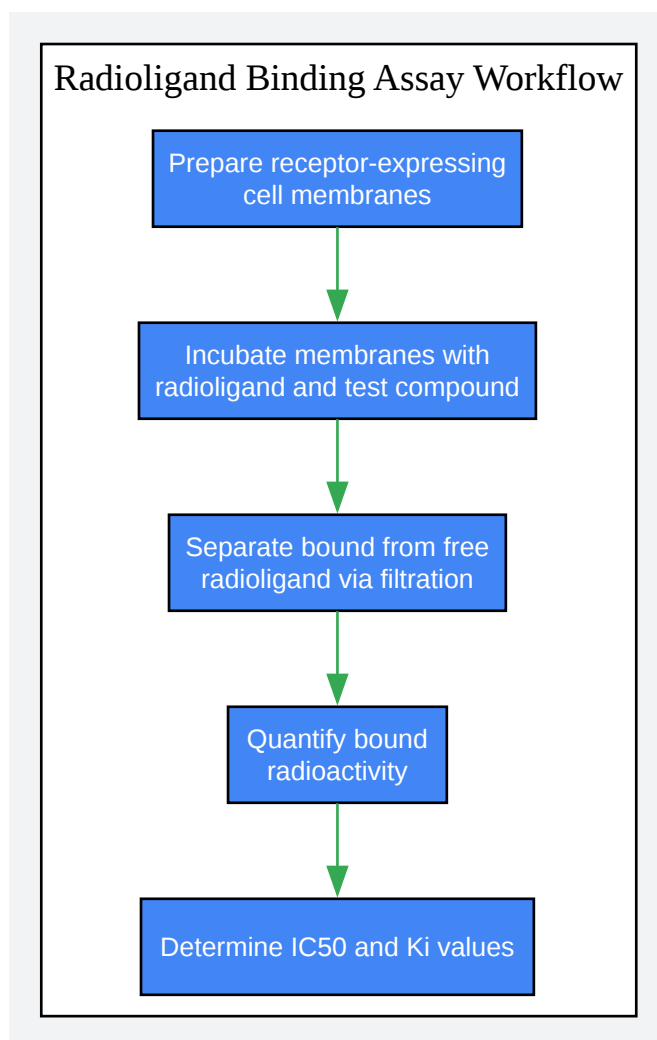 Radioligand Binding Assay Workflow
Prepare receptor-expressing
cell membranes
Incubate membranes with
radioligand and test compound
Separate bound from free
radioligand via filtration
Quantify bound
radioactivity
Determine IC50 and Ki values